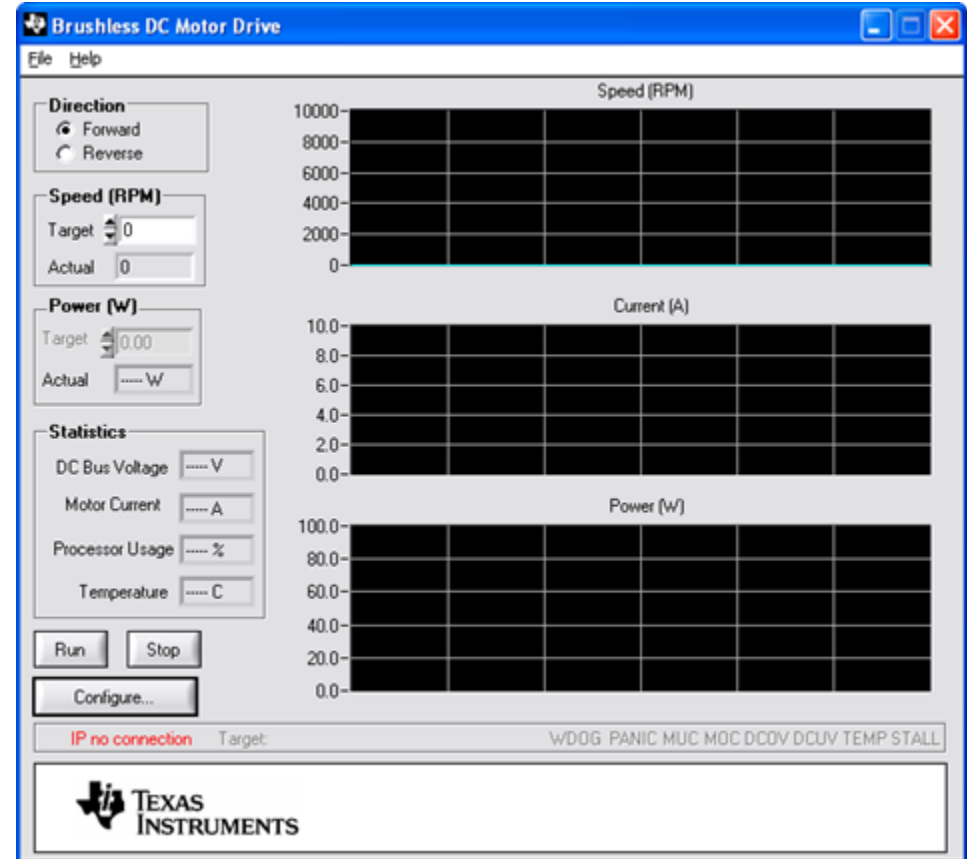 Brushless DC Motor Drive
File Help
Direction
Forward
Reverse
Speed (RPM)
Target 0
Actual 0
Power (W)
Target 0.00
Actual ----- W
Statistics
DC Bus Voltage ----- V
Motor Current ----- A
Processor Usage ----- %
Temperature ----- C
Run Stop
Configure...
Speed (RPM)
10000
8000
6000
4000
2000
0
Current (A)
10.0
8.0
6.0
4.0
2.0
0.0
Power (W)
100.0
80.0
60.0
40.0
20.0
0.0
IP no connection Target: WDOG PANIC MUC MOC DCOV DCUV TEMP STALL
TEXAS
INSTRUMENTS